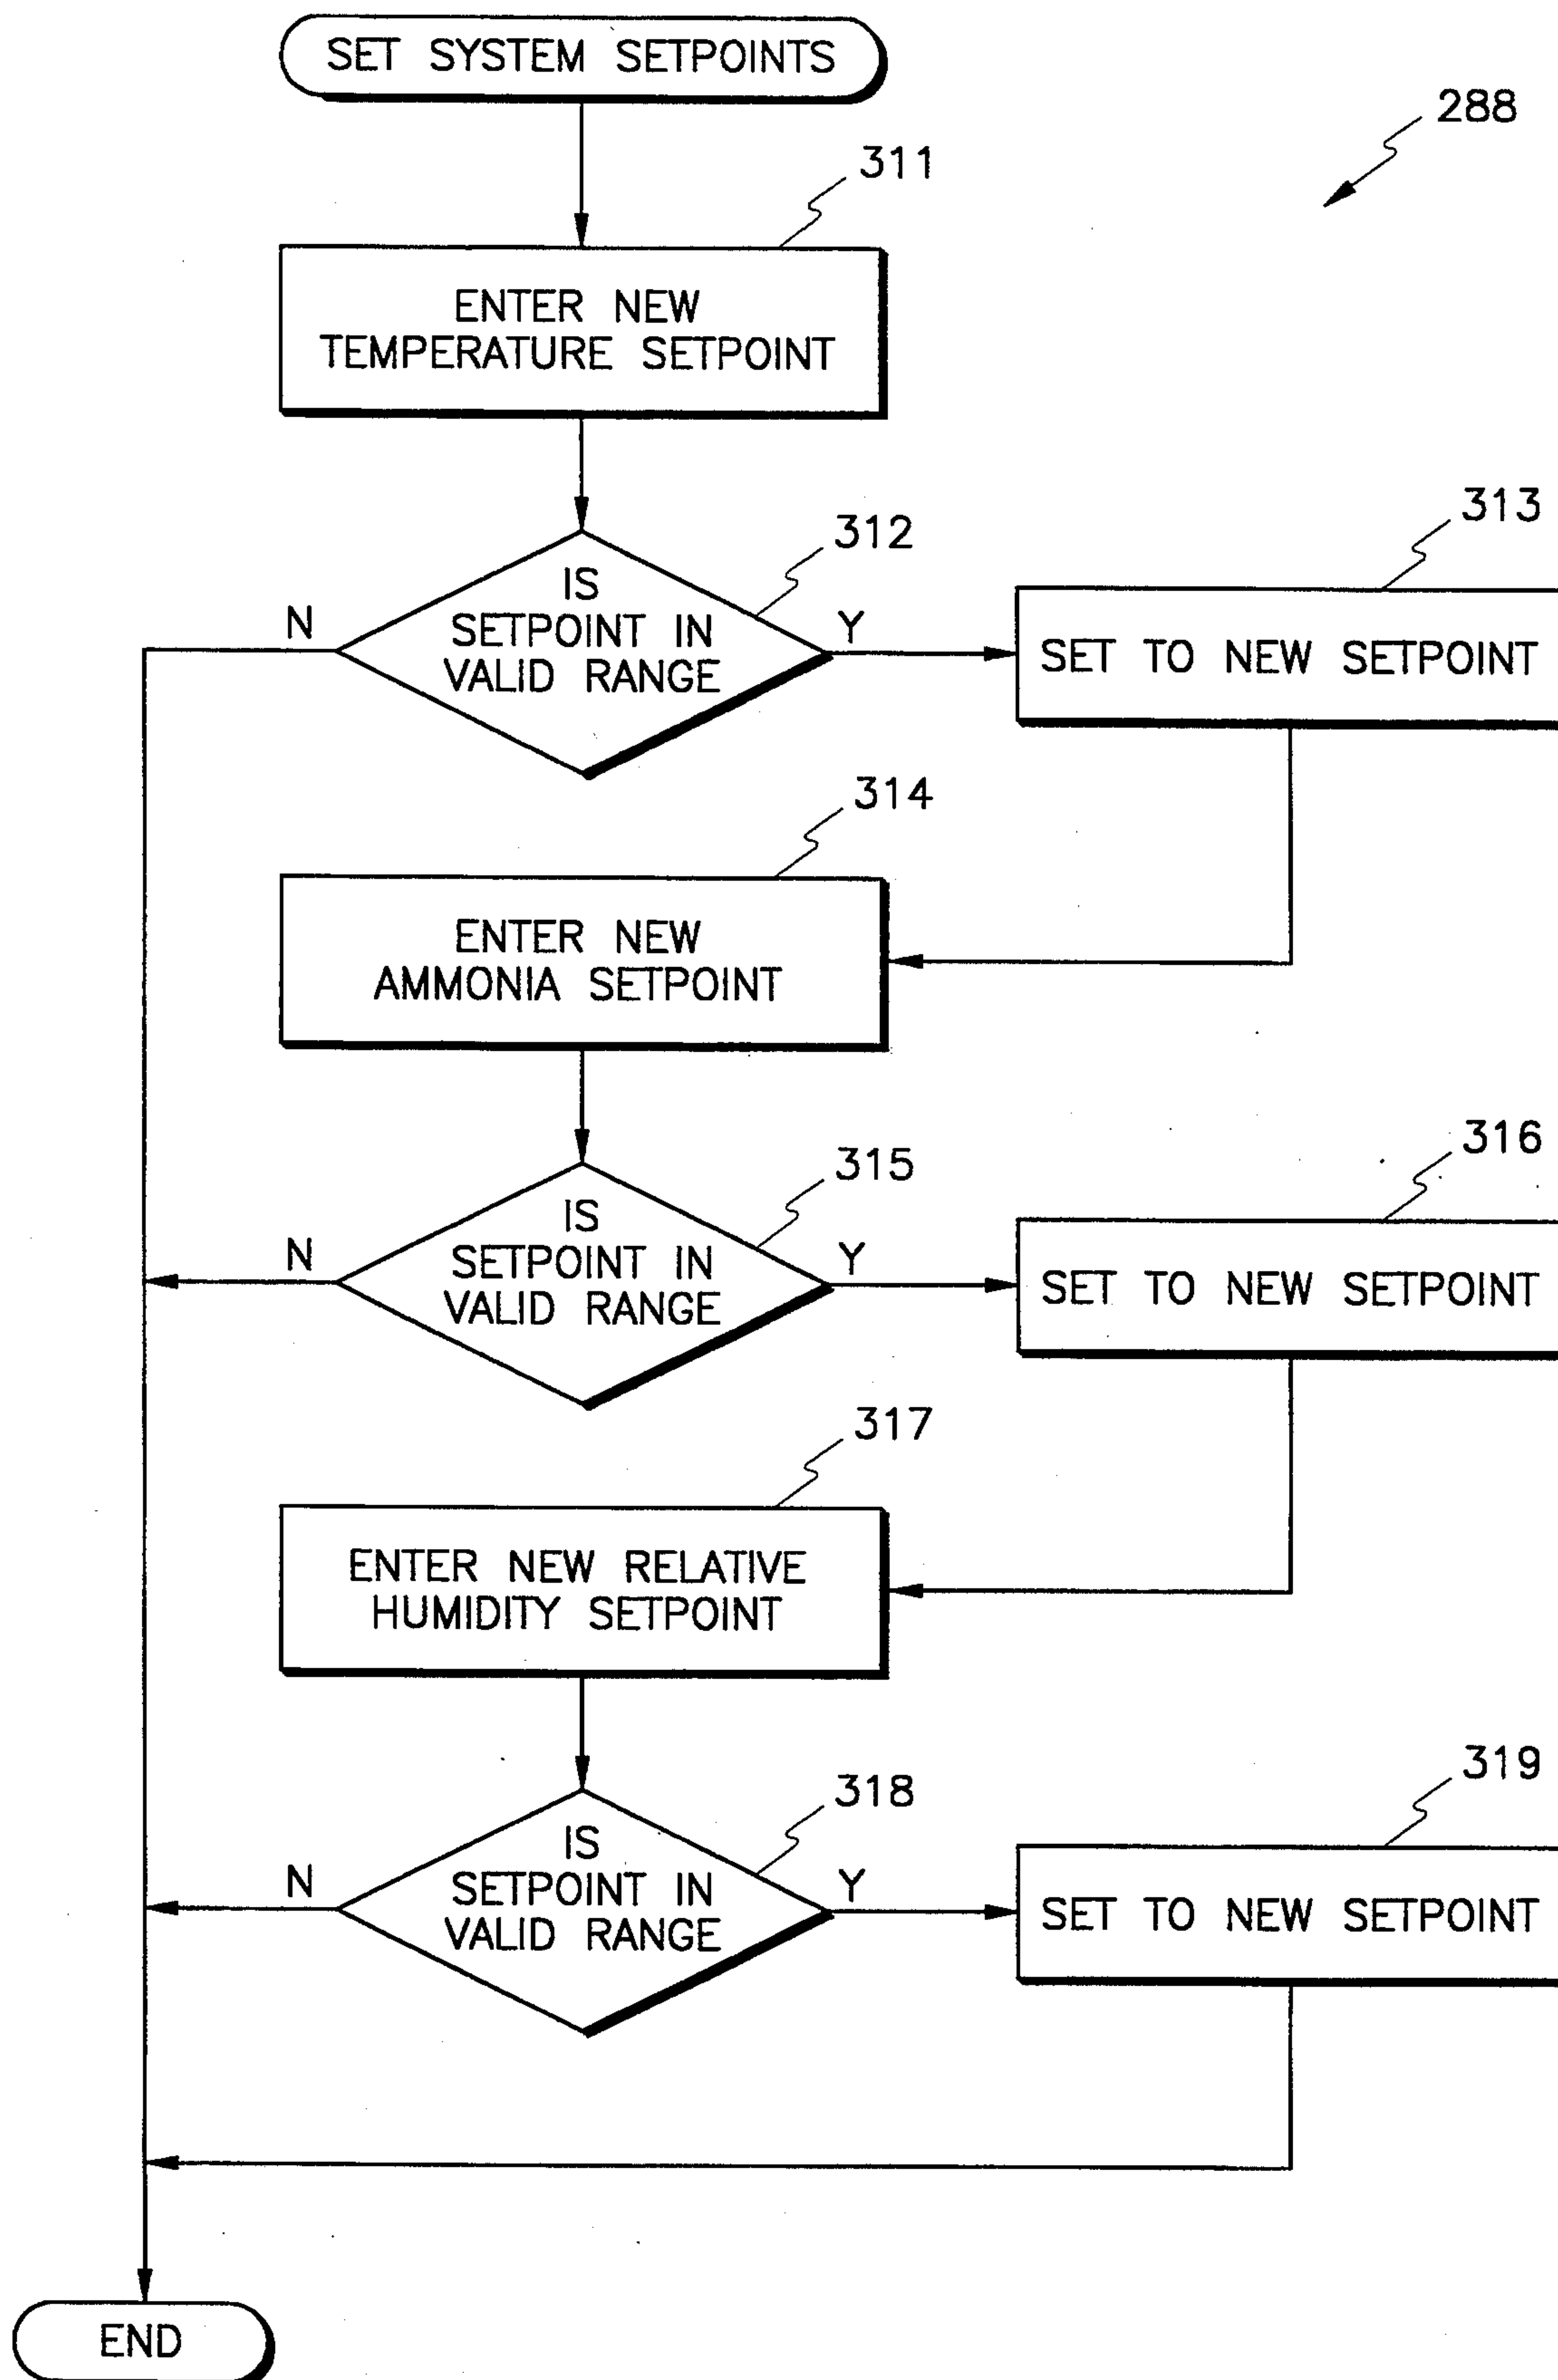 SET SYSTEM SETPOINTS
288
311
ENTER NEW
TEMPERATURE SETPOINT
312
313
IS
SETPOINT IN
VALID RANGE
N
Y
SET TO NEW SETPOINT
314
ENTER NEW
AMMONIA SETPOINT
315
316
IS
SETPOINT IN
VALID RANGE
N
Y
SET TO NEW SETPOINT
317
ENTER NEW RELATIVE
HUMIDITY SETPOINT
318
319
IS
SETPOINT IN
VALID RANGE
N
Y
SET TO NEW SETPOINT
END